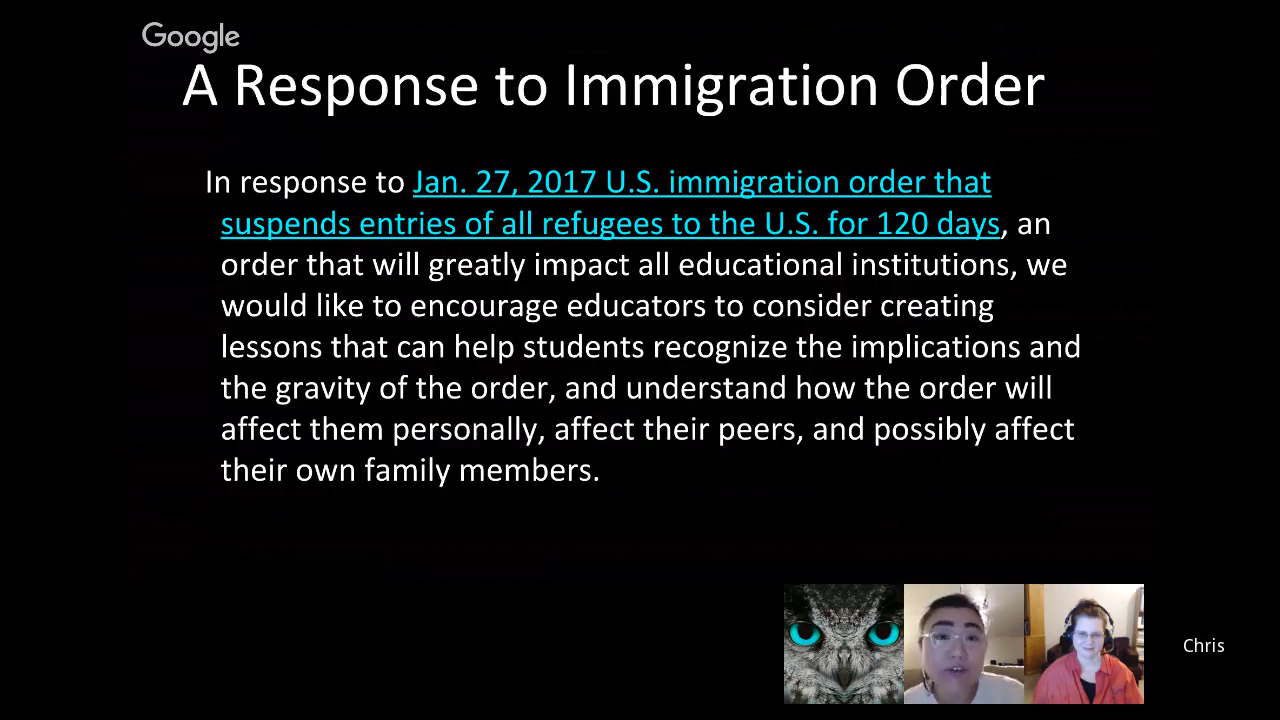 Google
A Response to Immigration Order
In response to Jan. 27, 2017 U.S. immigration order that
suspends entries of all refugees to the U.S. for 120 days, an
order that will greatly impact all educational institutions, we
would like to encourage educators to consider creating
lessons that can help students recognize the implications and
the gravity of the order, and understand how the order will
affect them personally, affect their peers, and possibly affect
their own family members.
Chris